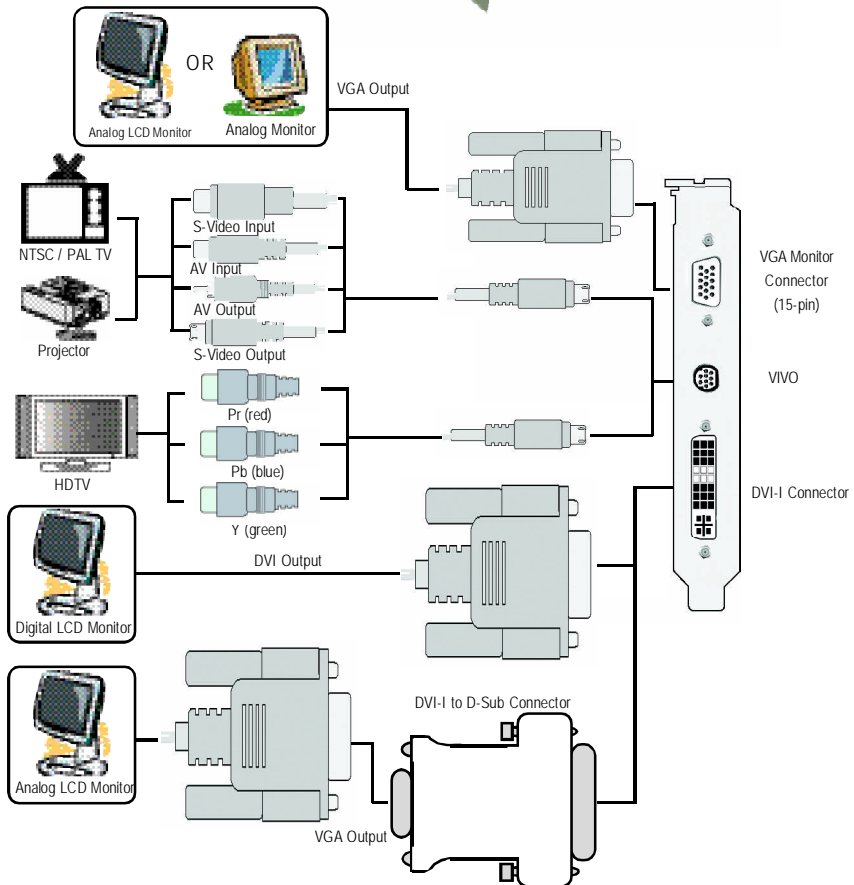 OR
Analog LCD Monitor
Analog Monitor
VGA Output
NTSC / PAL TV
Projector
S-Video Input
AV Input
AV Output
S-Video Output
VGA Monitor
Connector
(15-pin)
VIVO
DVI-I Connector
HDTV
Pr (red)
Pb (blue)
Y (green)
DVI Output
Digital LCD Monitor
DVI-I to D-Sub Connector
Analog LCD Monitor
VGA Output